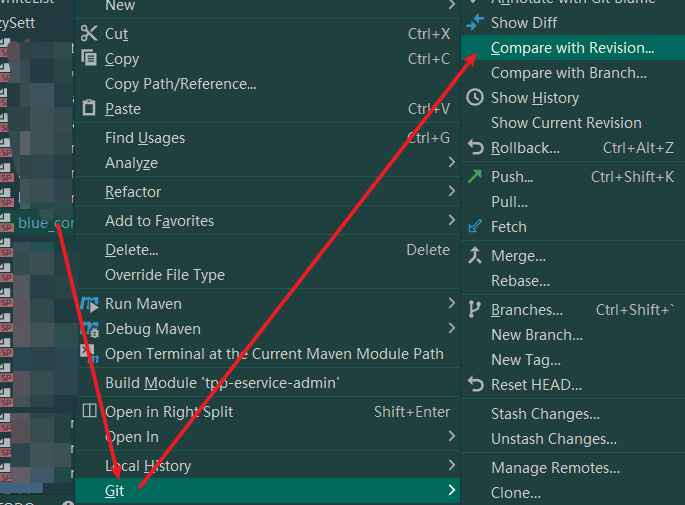 whiteList
zySett
blue_cor
New
Cut Ctrl+X
Copy Ctrl+C
Copy Path/Reference...
Paste Ctrl+V
Find Usages Ctrl+G
Analyze
Refactor
Add to Favorites
Delete... Delete
Override File Type
Run Maven
Debug Maven
Open Terminal at the Current Maven Module Path
Build Module 'tpp-eservice-admin'
Open in Right Split Shift+Enter
Open In
Local History
Git
Annotate with Git Blame
Show Diff
Compare with Revision...
Compare with Branch...
Show History
Show Current Revision
Rollback... Ctrl+Alt+Z
Push... Ctrl+Shift+K
Pull...
Fetch
Merge...
Rebase...
Branches... Ctrl+Shift+`
New Branch...
New Tag...
Reset HEAD...
Stash Changes...
Unstash Changes...
Manage Remotes...
Clone...